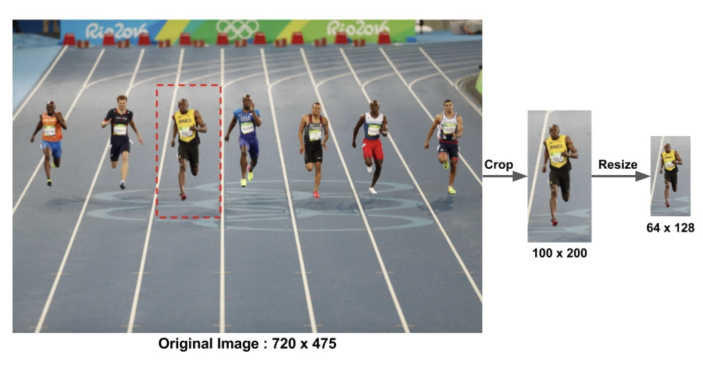 Rio2016
Rio2016
Crop
Resize
64 x 128
100 x 200
Original Image : 720 x 475